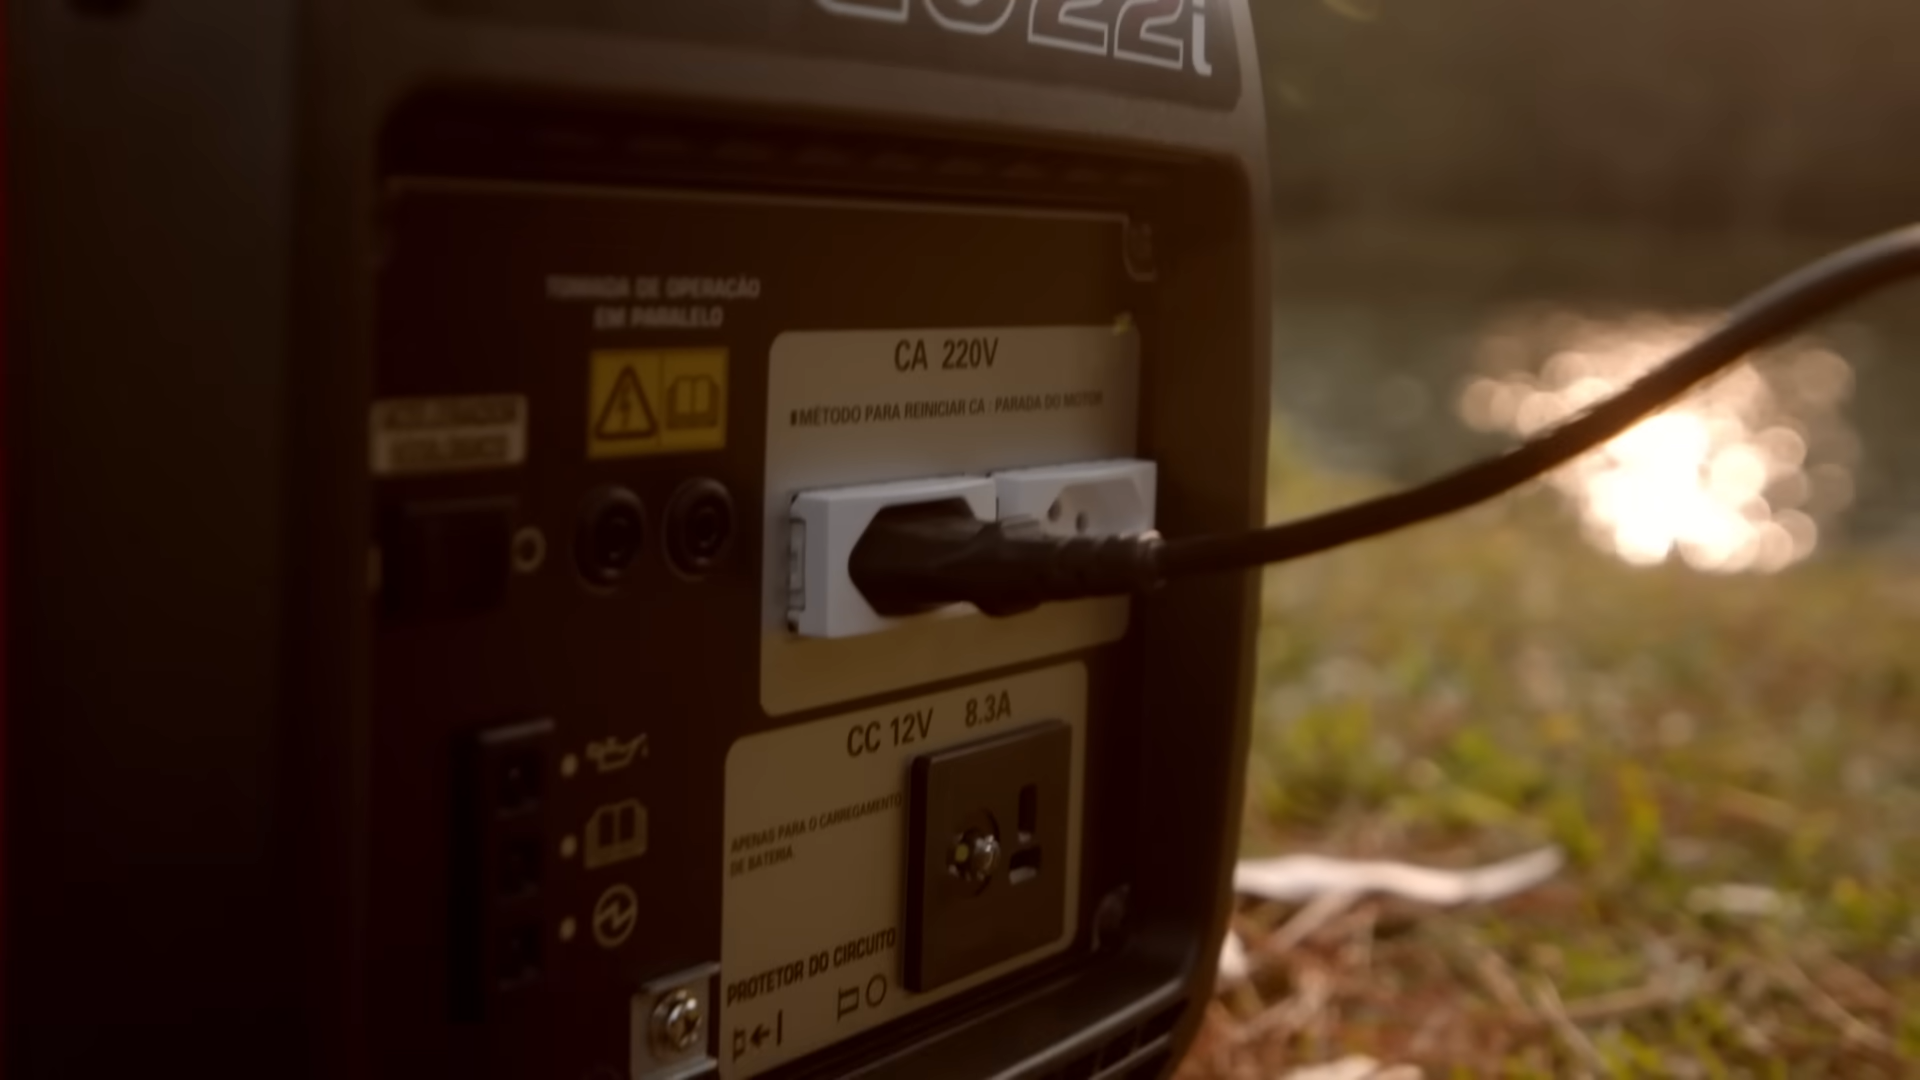 22i
TOMADA DE OPERAÇÃO
EM PARALELO
CA 220V
MÉTODO PARA REINICIAR CA : PARADA DO MOTOR
CC 12V 8.3A
APENAS PARA O CARREGAMENTO
DE BATERIA
PROTETOR DO CIRCUITO